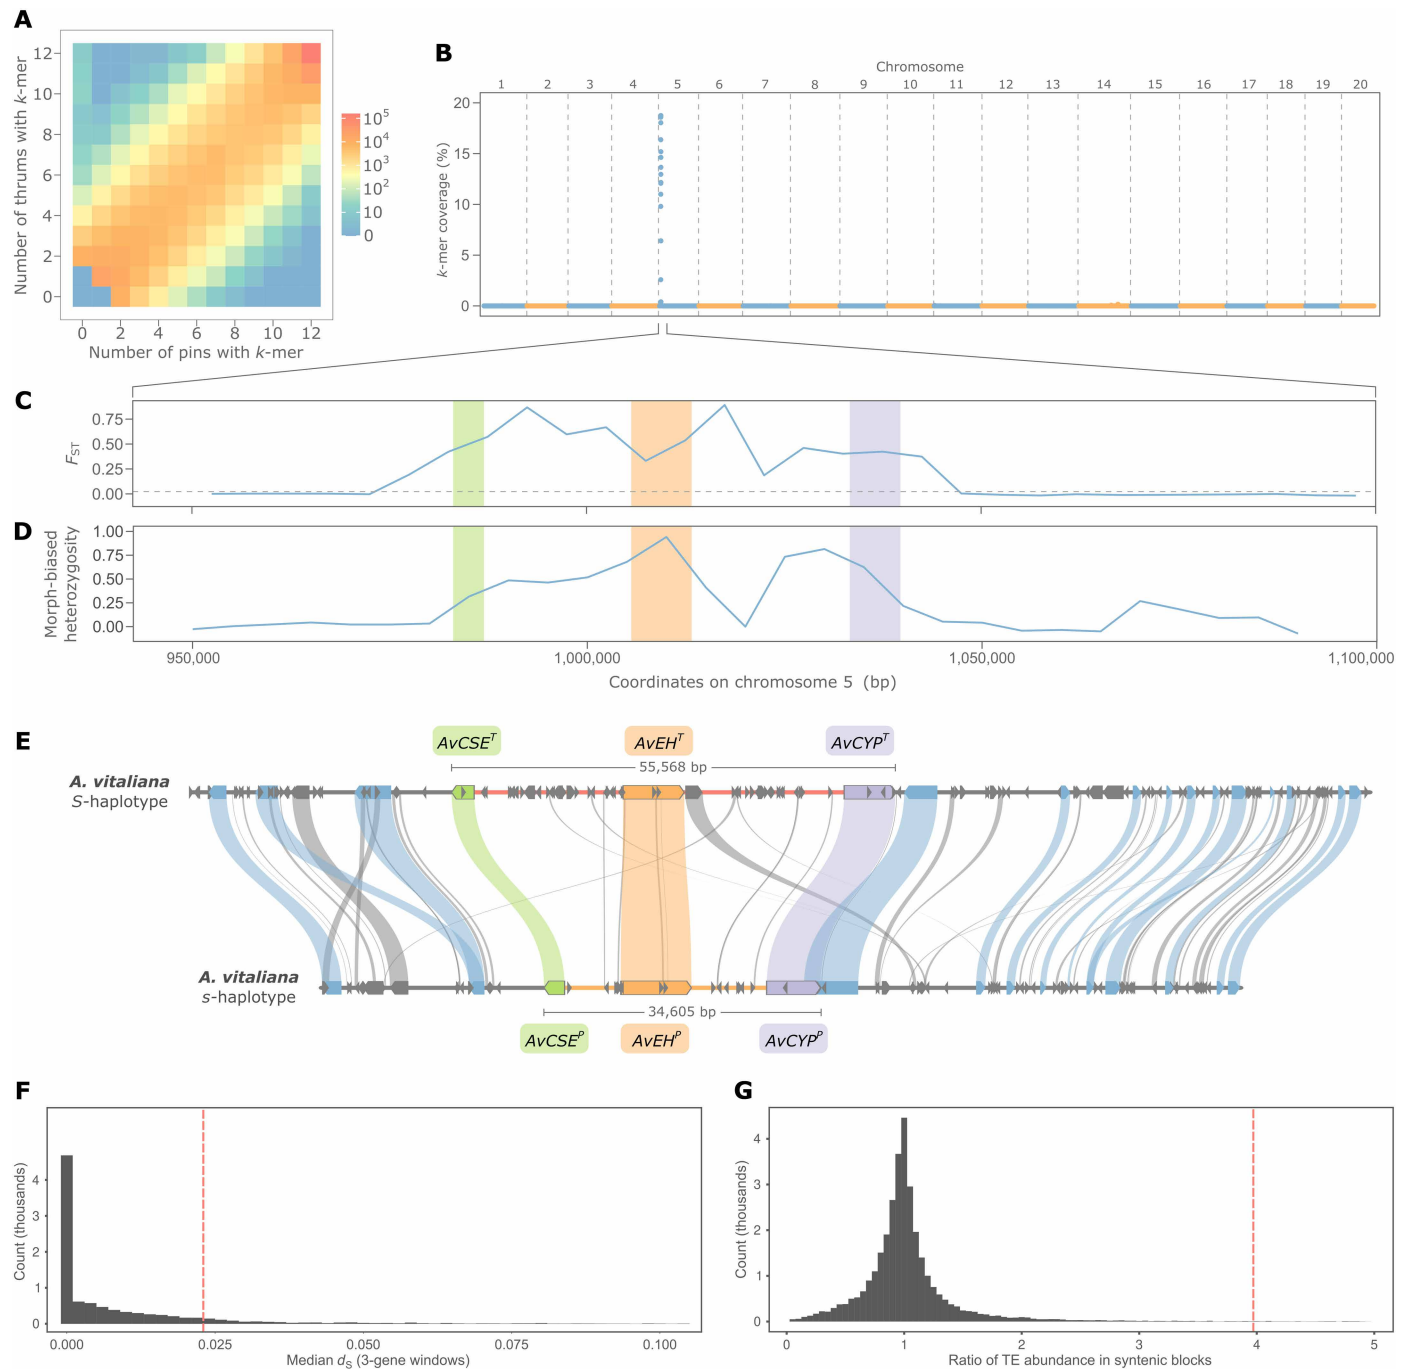 A
Number of thrums with k-mer
12
10
8
6
4
2
0
0 2 4 6 8 10 12
Number of pins with k-mer
10^5
10^4
10^3
10^2
10
0
B
Chromosome
1 2 3 4 5 6 7 8 9 10 11 12 13 14 15 16 17 18 19 20
k-mer coverage (%)
20
15
10
5
0
C
F_ST
0.75
0.50
0.25
0.00
D
Morph-biased
heterozygosity
1.00
0.75
0.50
0.25
0.00
950,000 1,000,000 1,050,000 1,100,000
Coordinates on chromosome 5 (bp)
E
AvCSE^T AvEH^T AvCYP^T
55,568 bp
A. vitaliana
S-haplotype
A. vitaliana
s-haplotype
34,605 bp
AvCSE^P AvEH^P AvCYP^P
F
Count (thousands)
4
3
2
1
0
0.000 0.025 0.050 0.075 0.100
Median d_S (3-gene windows)
G
Count (thousands)
4
3
2
1
0
0 1 2 3 4 5
Ratio of TE abundance in syntenic blocks